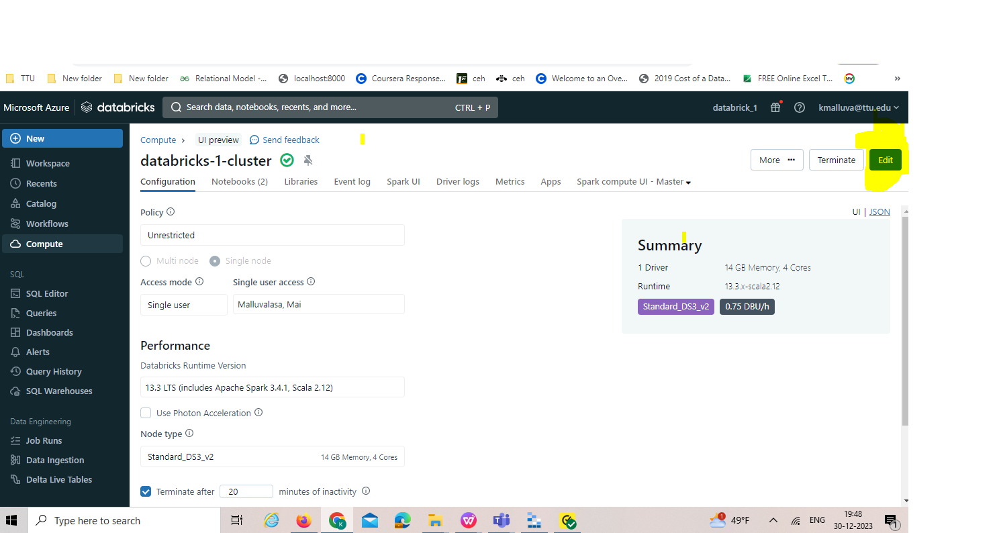 TTU New folder New folder Relational Model -... localhost:8000 Coursera Response... 1st ceh ceh Welcome to an Ove... 2019 Cost of a Data... FREE Online Excel T... MW »
Microsoft Azure databricks Search data, notebooks, recents, and more... CTRL + P databrick_1 kmalluva@ttu.edu
New
Workspace
Recents
Catalog
Workflows
Compute
SQL
SQL Editor
Queries
Dashboards
Alerts
Query History
SQL Warehouses
Data Engineering
Job Runs
Data Ingestion
Delta Live Tables
Compute › UI preview Send feedback
databricks-1-cluster More ··· Terminate Edit
Configuration Notebooks (2) Libraries Event log Spark UI Driver logs Metrics Apps Spark compute UI - Master
UI | JSON
Policy
Unrestricted
Multi node Single node
Access mode Single user access
Single user Malluvalasa, Mai
Performance
Databricks Runtime Version
13.3 LTS (includes Apache Spark 3.4.1, Scala 2.12)
Use Photon Acceleration
Node type
Standard_DS3_v2 14 GB Memory, 4 Cores
Terminate after 20 minutes of inactivity
Summary
1 Driver 14 GB Memory, 4 Cores
Runtime 13.3.x-scala2.12
Standard_DS3_v2 0.75 DBU/h
Type here to search K 1 49°F ENG 19:48
30-12-2023 1